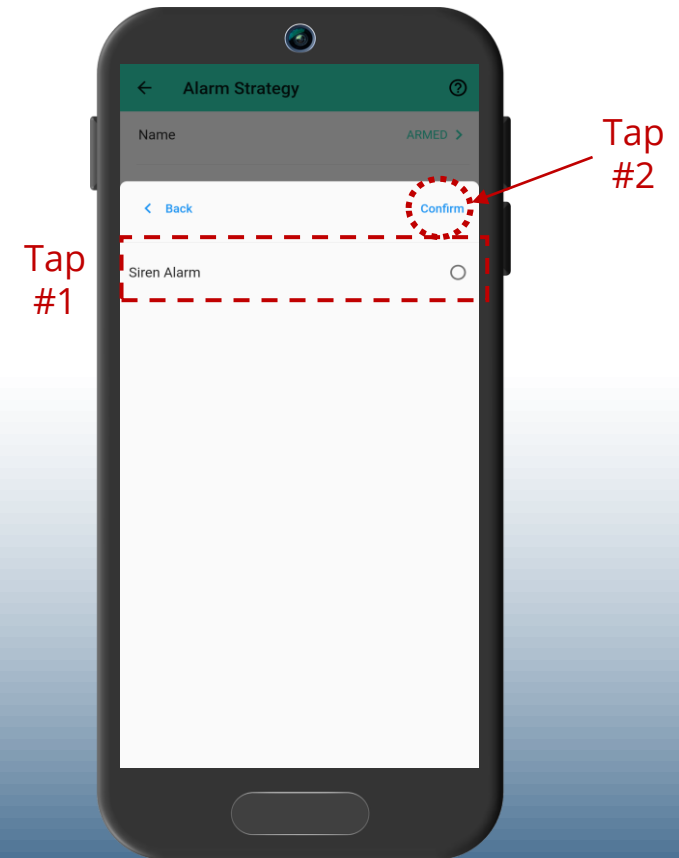 Alarm Strategy
Name ARMED
Tap
#2
Back Confirm
Tap
#1
Siren Alarm